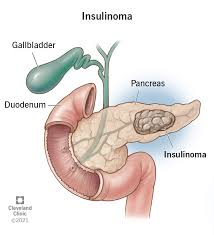 Insulinoma
Gallbladder
Pancreas
Duodenum
Insulinoma
Cleveland
Clinic
©2021